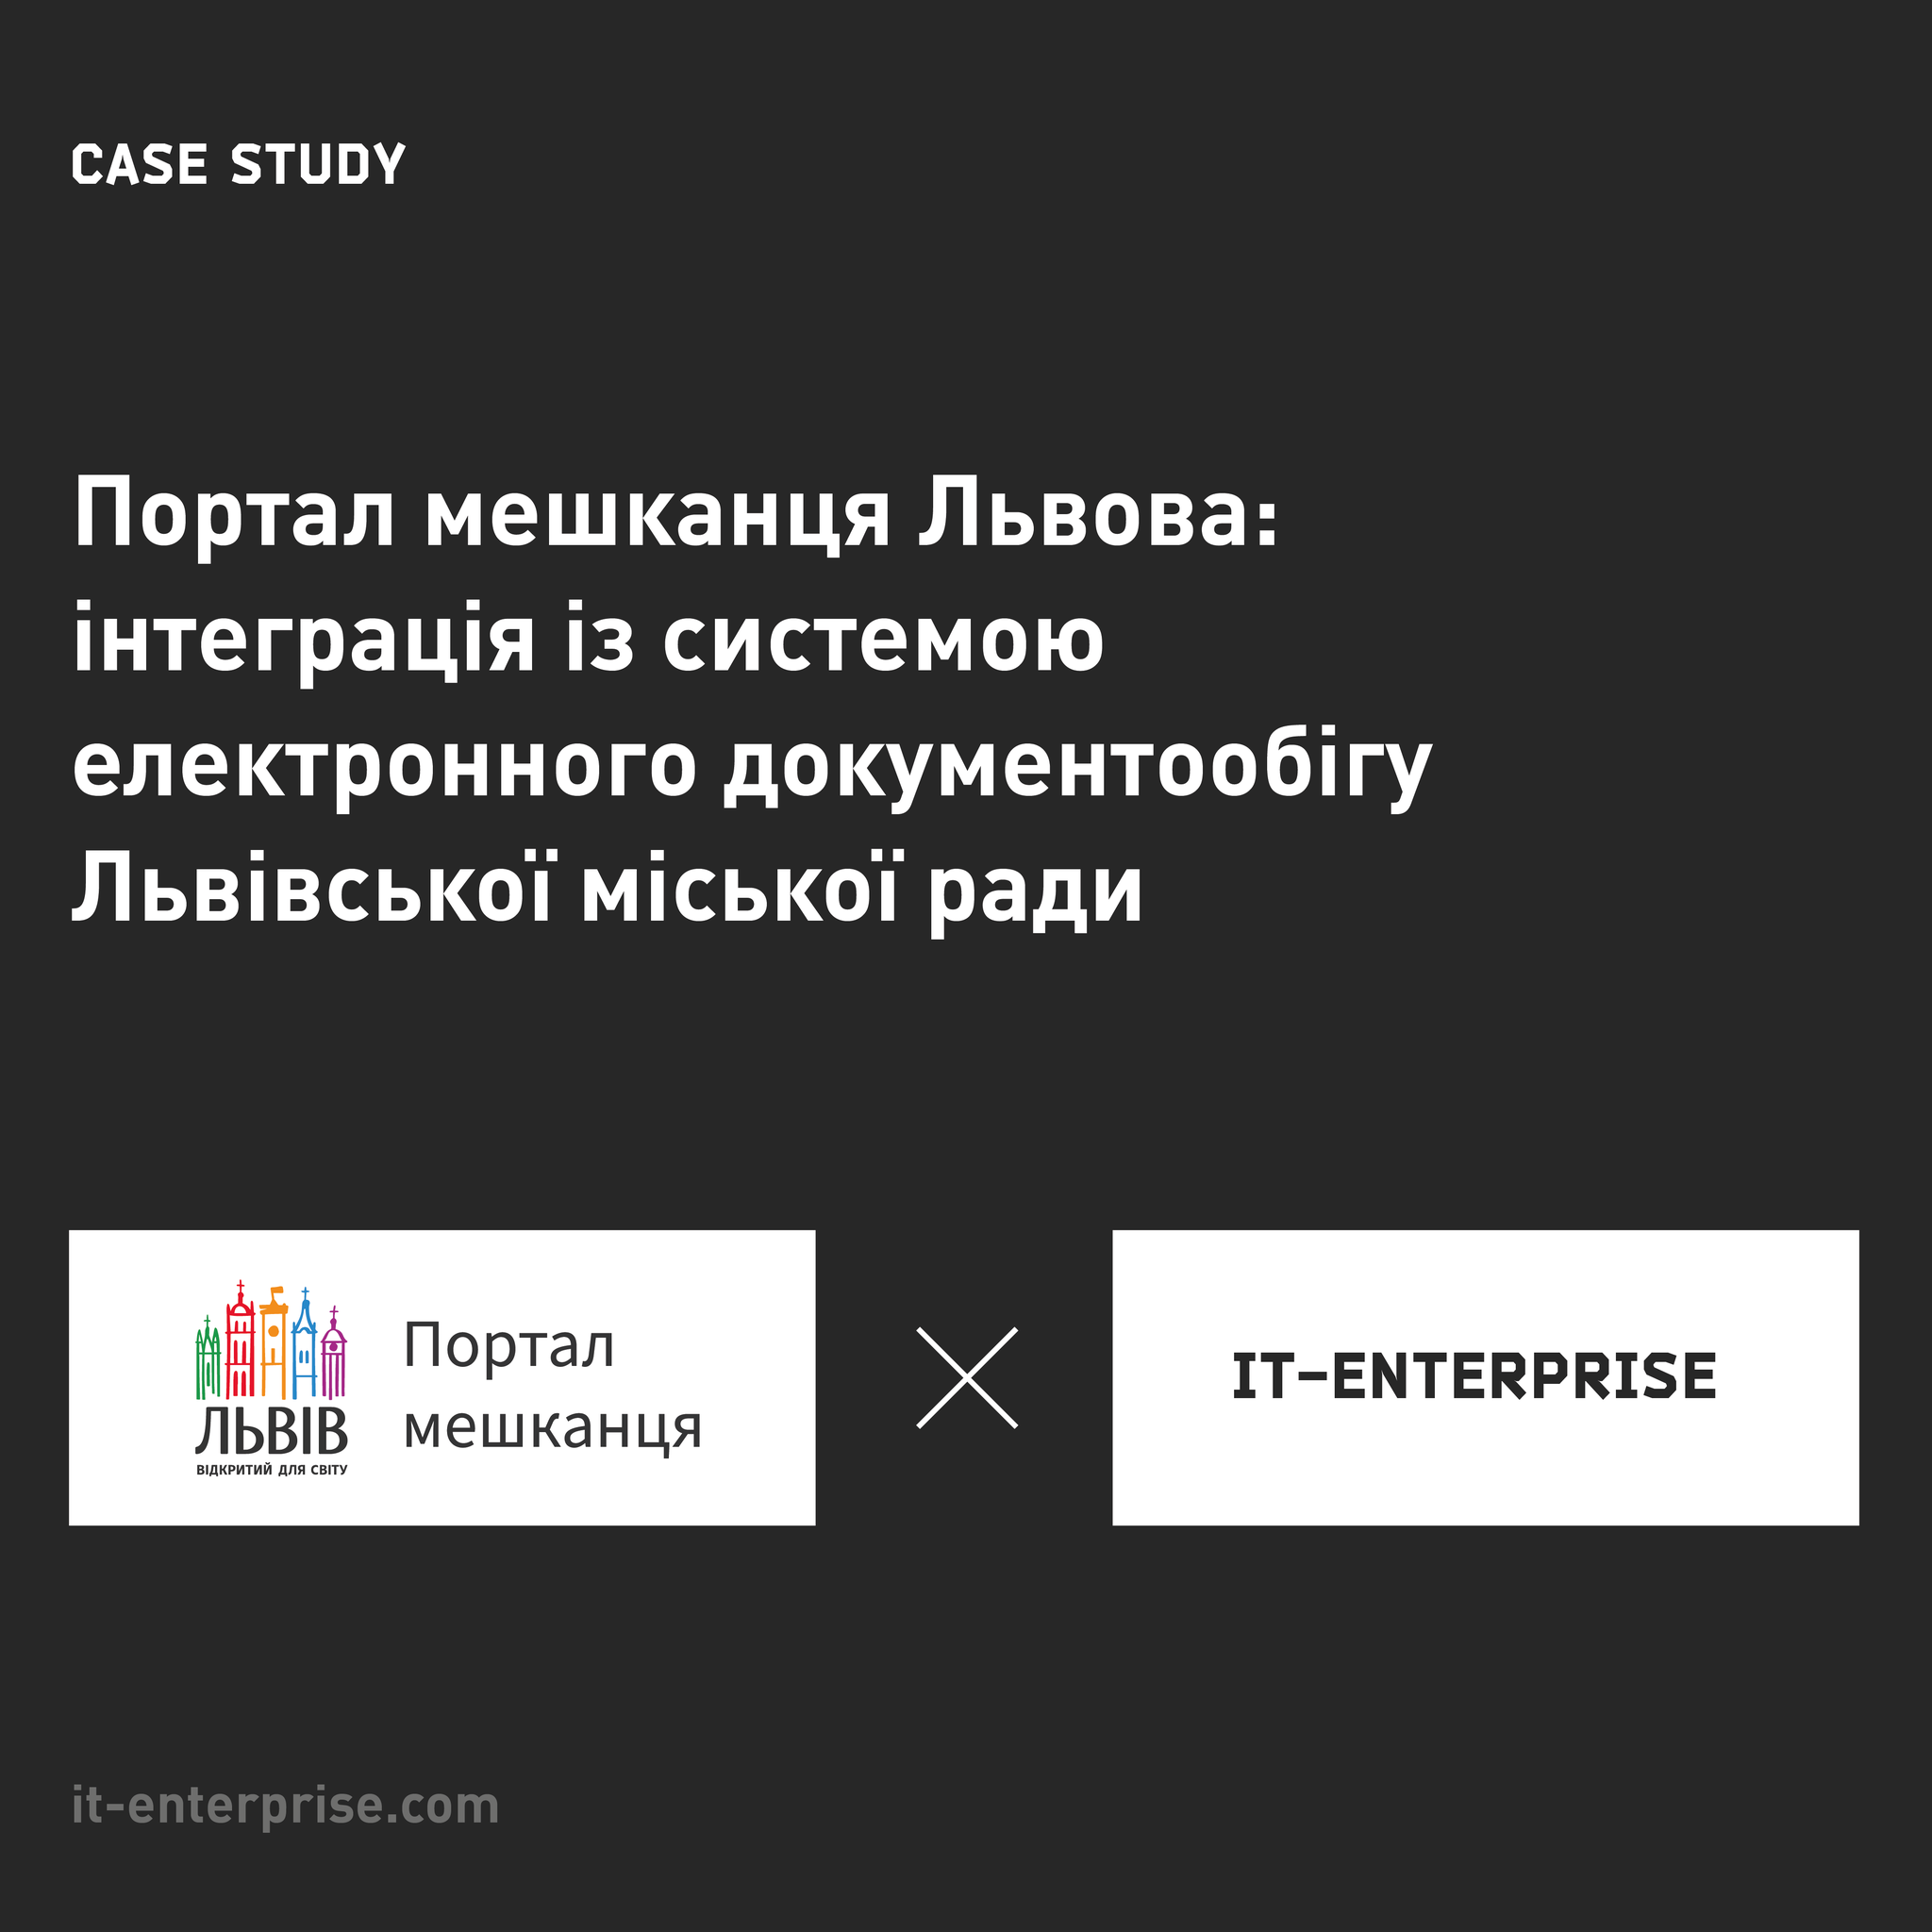 CASE STUDY
Портал мешканця Львова:
інтеграція із системою
електронного документообігу
Львівської міської ради
ЛЬВІВ
ВІДКРИТИЙ ДЛЯ СВІТУ
Портал
мешканця
IT-ENTERPRISE
it-enterprise.com